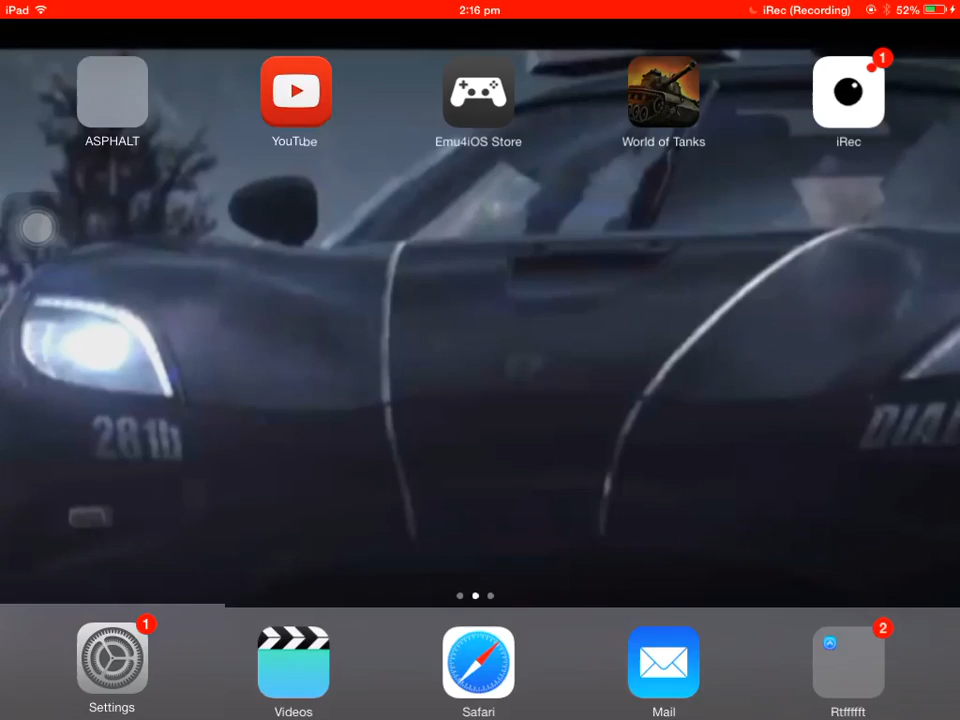 iPad 2:16 pm iRec (Recording) 52%
1
ASPHALT YouTube Emu4iOS Store World of Tanks iRec
281b
DIA
1 2
Settings Videos Safari Mail Rtffffft